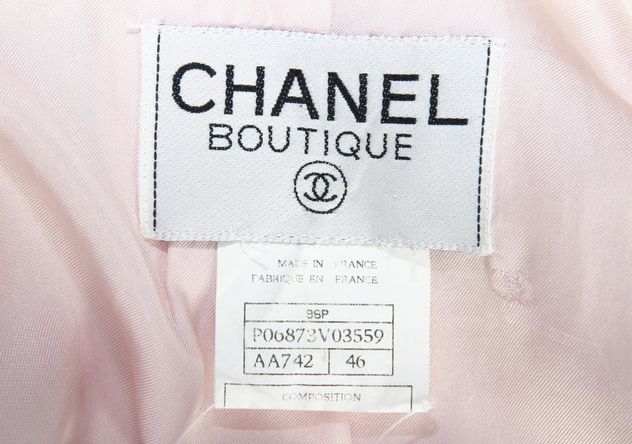 CHANEL
BOUTIQUE
MADE IN FRANCE
FABRIQUE EN FRANCE
96P
P06873V03559
AA742 46
COMPOSITION